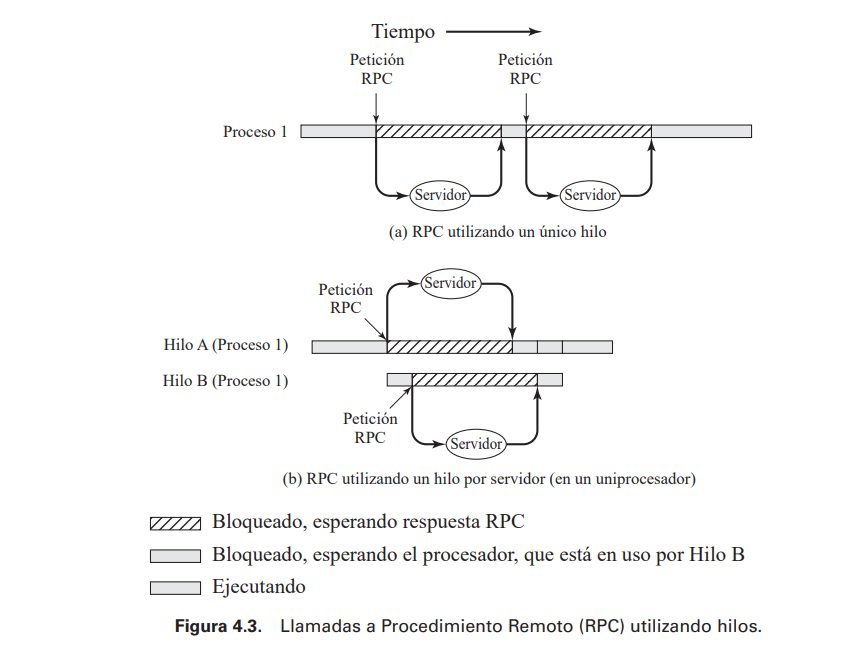 Tiempo
Petición
RPC
Petición
RPC
Proceso 1
Servidor
Servidor
(a) RPC utilizando un único hilo
Servidor
Petición
RPC
Hilo A (Proceso 1)
Hilo B (Proceso 1)
Petición
RPC
Servidor
(b) RPC utilizando un hilo por servidor (en un uniprocesador)
Bloqueado, esperando respuesta RPC
Bloqueado, esperando el procesador, que está en uso por Hilo B
Ejecutando
Figura 4.3. Llamadas a Procedimiento Remoto (RPC) utilizando hilos.